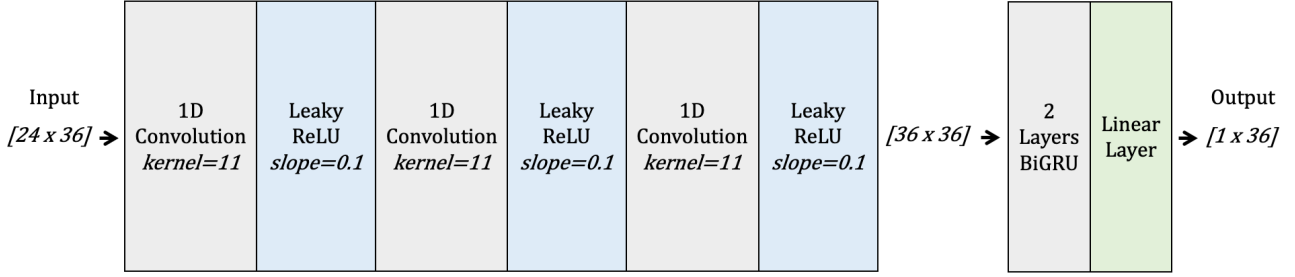 Input
[24 x 36]
1D
Convolution
kernel=11
Leaky
ReLU
slope=0.1
1D
Convolution
kernel=11
Leaky
ReLU
slope=0.1
1D
Convolution
kernel=11
Leaky
ReLU
slope=0.1
[36 x 36]
2
Layers
BiGRU
Linear
Layer
Output
[1 x 36]